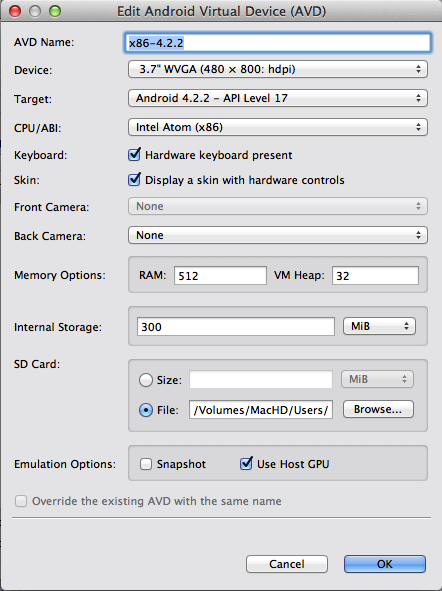 Edit Android Virtual Device (AVD)
AVD Name: x86-4.2.2
Device: 3.7" WVGA (480 × 800: hdpi)
Target: Android 4.2.2 - API Level 17
CPU/ABI: Intel Atom (x86)
Keyboard: Hardware keyboard present
Skin: Display a skin with hardware controls
Front Camera: None
Back Camera: None
Memory Options: RAM: 512 VM Heap: 32
Internal Storage: 300 MiB
SD Card:
Size: MiB
File: /Volumes/MacHD/Users/ Browse...
Emulation Options: Snapshot Use Host GPU
Override the existing AVD with the same name
Cancel OK